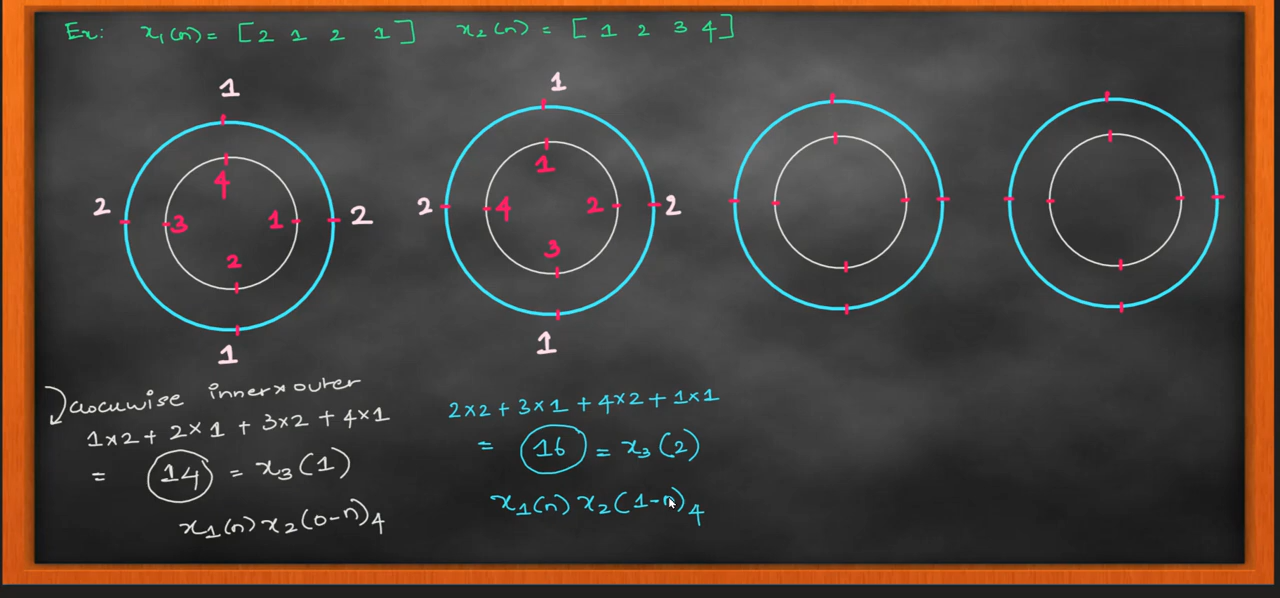 Ex: x₁(n) = [2 1 2 1] x₂(n) = [1 2 3 4]
1
2 4 2
3 1
2
1
1
2 1 2
4 2
3
1
clockwise inner x outer
1x2 + 2x1 + 3x2 + 4x1
= 14 = x₃(1)
x₁(n) x₂(0-n)₄
2x2 + 3x1 + 4x2 + 1x1
= 16 = x₃(2)
x₁(n) x₂(1-n)₄